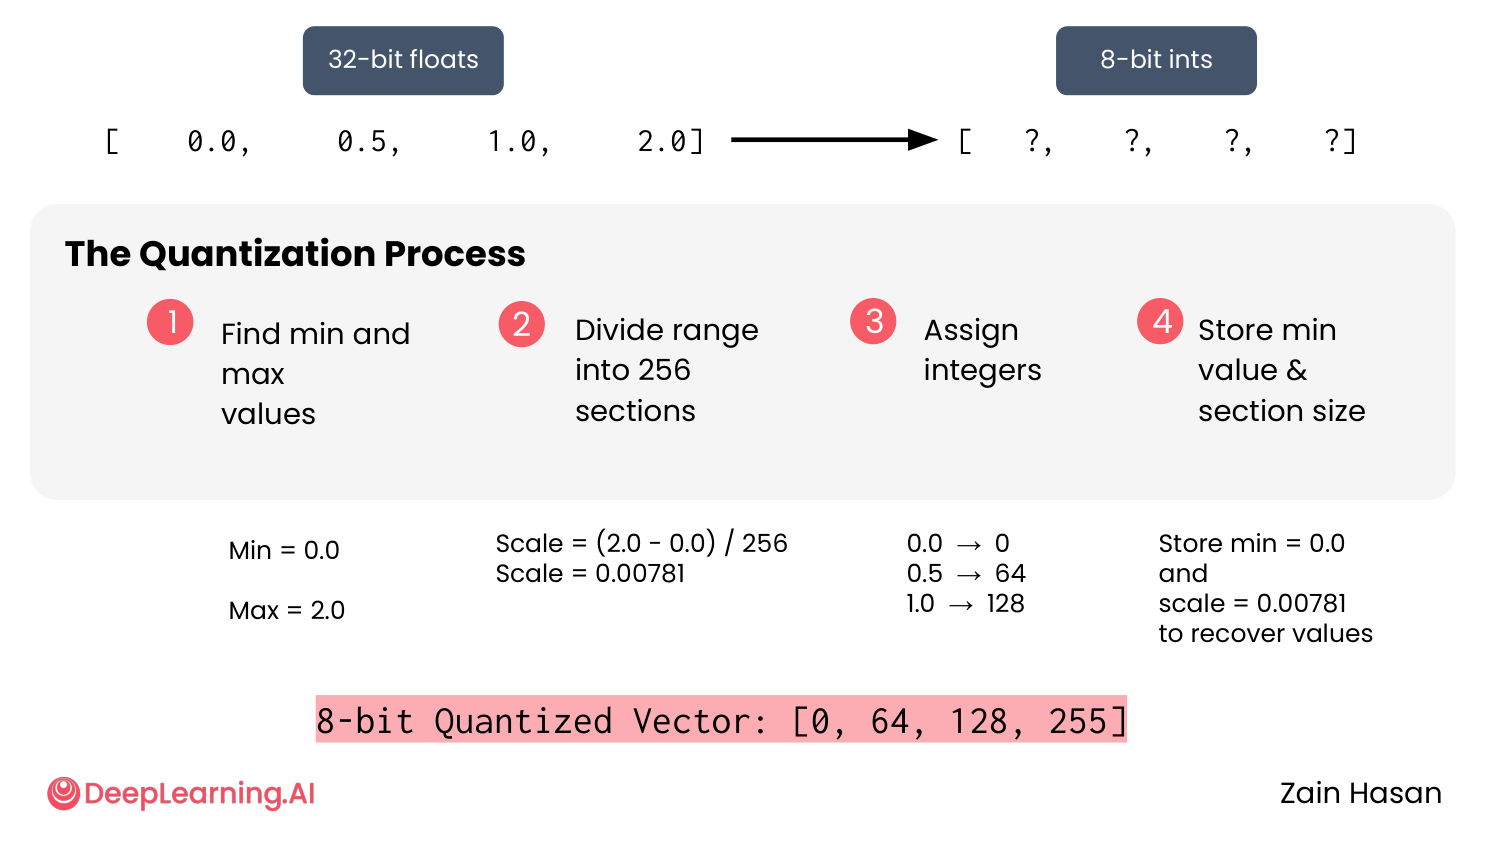 32-bit floats
8-bit ints
[ 0.0, 0.5, 1.0, 2.0]
[ ?, ?, ?, ?]
The Quantization Process
1
Find min and
max
values
2
Divide range
into 256
sections
3
Assign
integers
4
Store min
value &
section size
Min = 0.0
Max = 2.0
Scale = (2.0 - 0.0) / 256
Scale = 0.00781
0.0 → 0
0.5 → 64
1.0 → 128
Store min = 0.0
and
scale = 0.00781
to recover values
8-bit Quantized Vector: [0, 64, 128, 255]
DeepLearning.AI
Zain Hasan